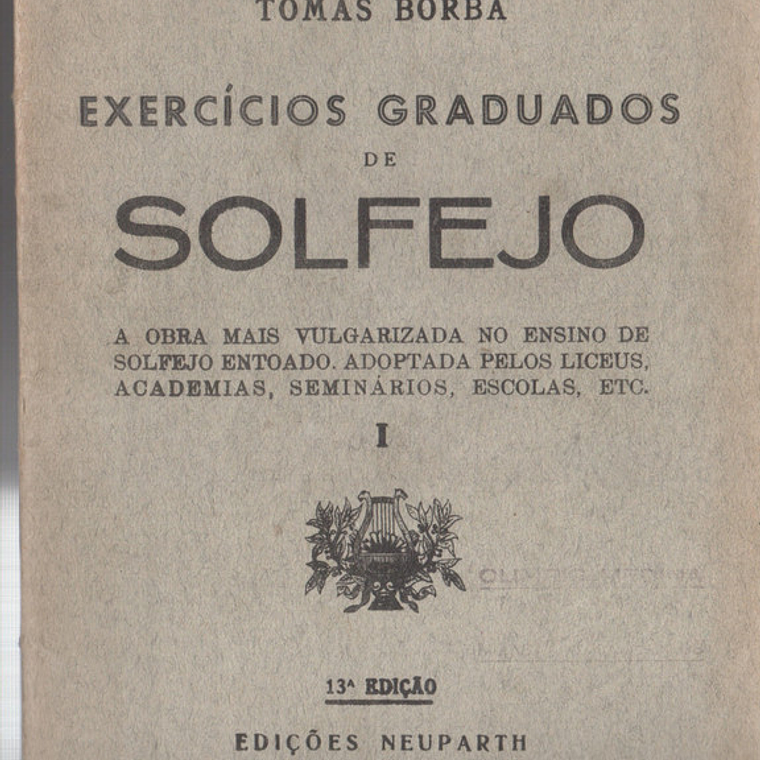 TOMÁS BORBA
EXERCÍCIOS GRADUADOS
DE
SOLFEJO
A OBRA MAIS VULGARIZADA NO ENSINO DE
SOLFEJO ENTOADO. ADOPTADA PELOS LICEUS,
ACADEMIAS, SEMINÁRIOS, ESCOLAS, ETC.
I
13ᴬ EDIÇÃO
EDIÇÕES NEUPARTH